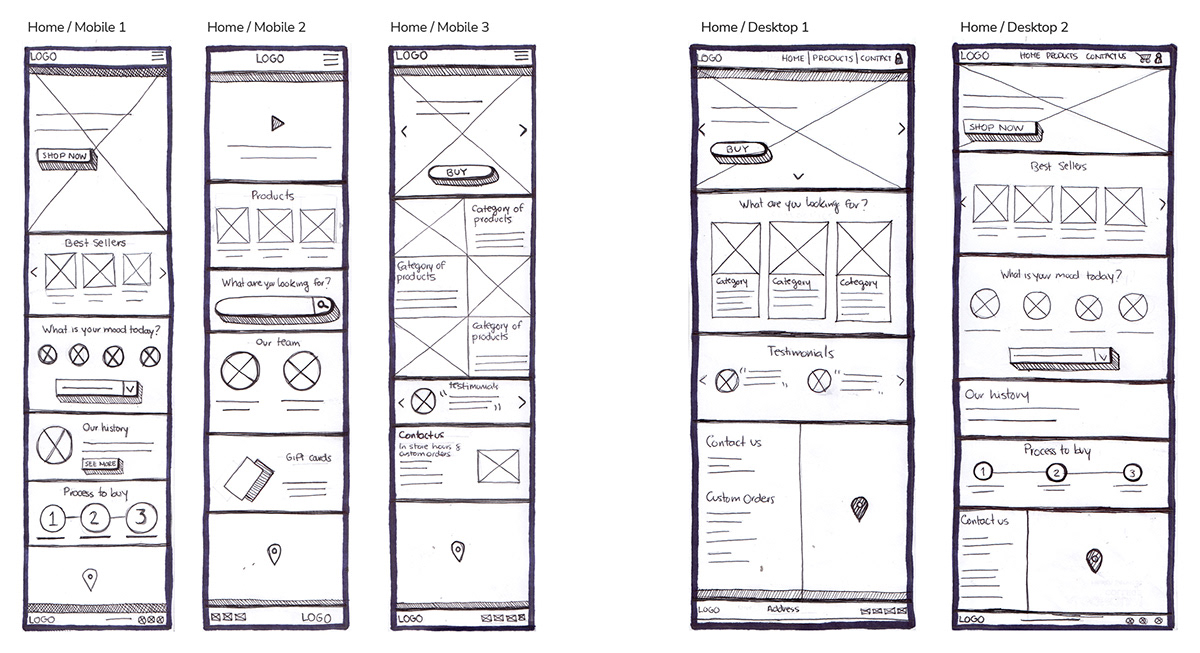 Home / Mobile 1
LOGO
SHOP NOW
Best Sellers
What is your mood today?
Our history
SEE MORE
Process to buy
1 2 3
LOGO
Home / Mobile 2
LOGO
Products
What are you looking for?
Our team
Gift cards
LOGO
Home / Mobile 3
LOGO
BUY
Category of
products
Category of
products
Category of
products
testimonials
Contact us
In store hours &
custom orders
LOGO
Home / Desktop 1
LOGO HOME | PRODUCTS | CONTACT
BUY
What are you looking for?
Category Category Category
Testimonials
Contact us
Custom Orders
LOGO Address
Home / Desktop 2
LOGO HOME PRODUCTS CONTACT US
SHOP NOW
Best Sellers
What is your mood today?
Our history
Process to buy
1 2 3
Contact us
LOGO